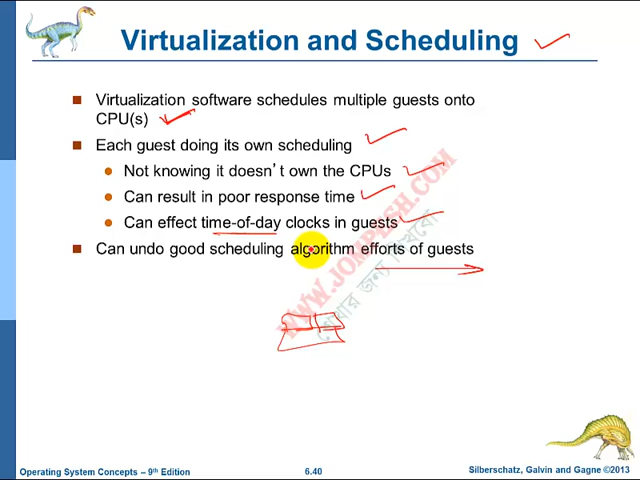 Virtualization and Scheduling
Virtualization software schedules multiple guests onto
CPU(s)
Each guest doing its own scheduling
Not knowing it doesn't own the CPUs
Can result in poor response time
Can effect time-of-day clocks in guests
Can undo good scheduling algorithm efforts of guests
WWW.JOMPESH.COM
শেখার জন্য
Operating System Concepts – 9th Edition
6.40
Silberschatz, Galvin and Gagne ©2013